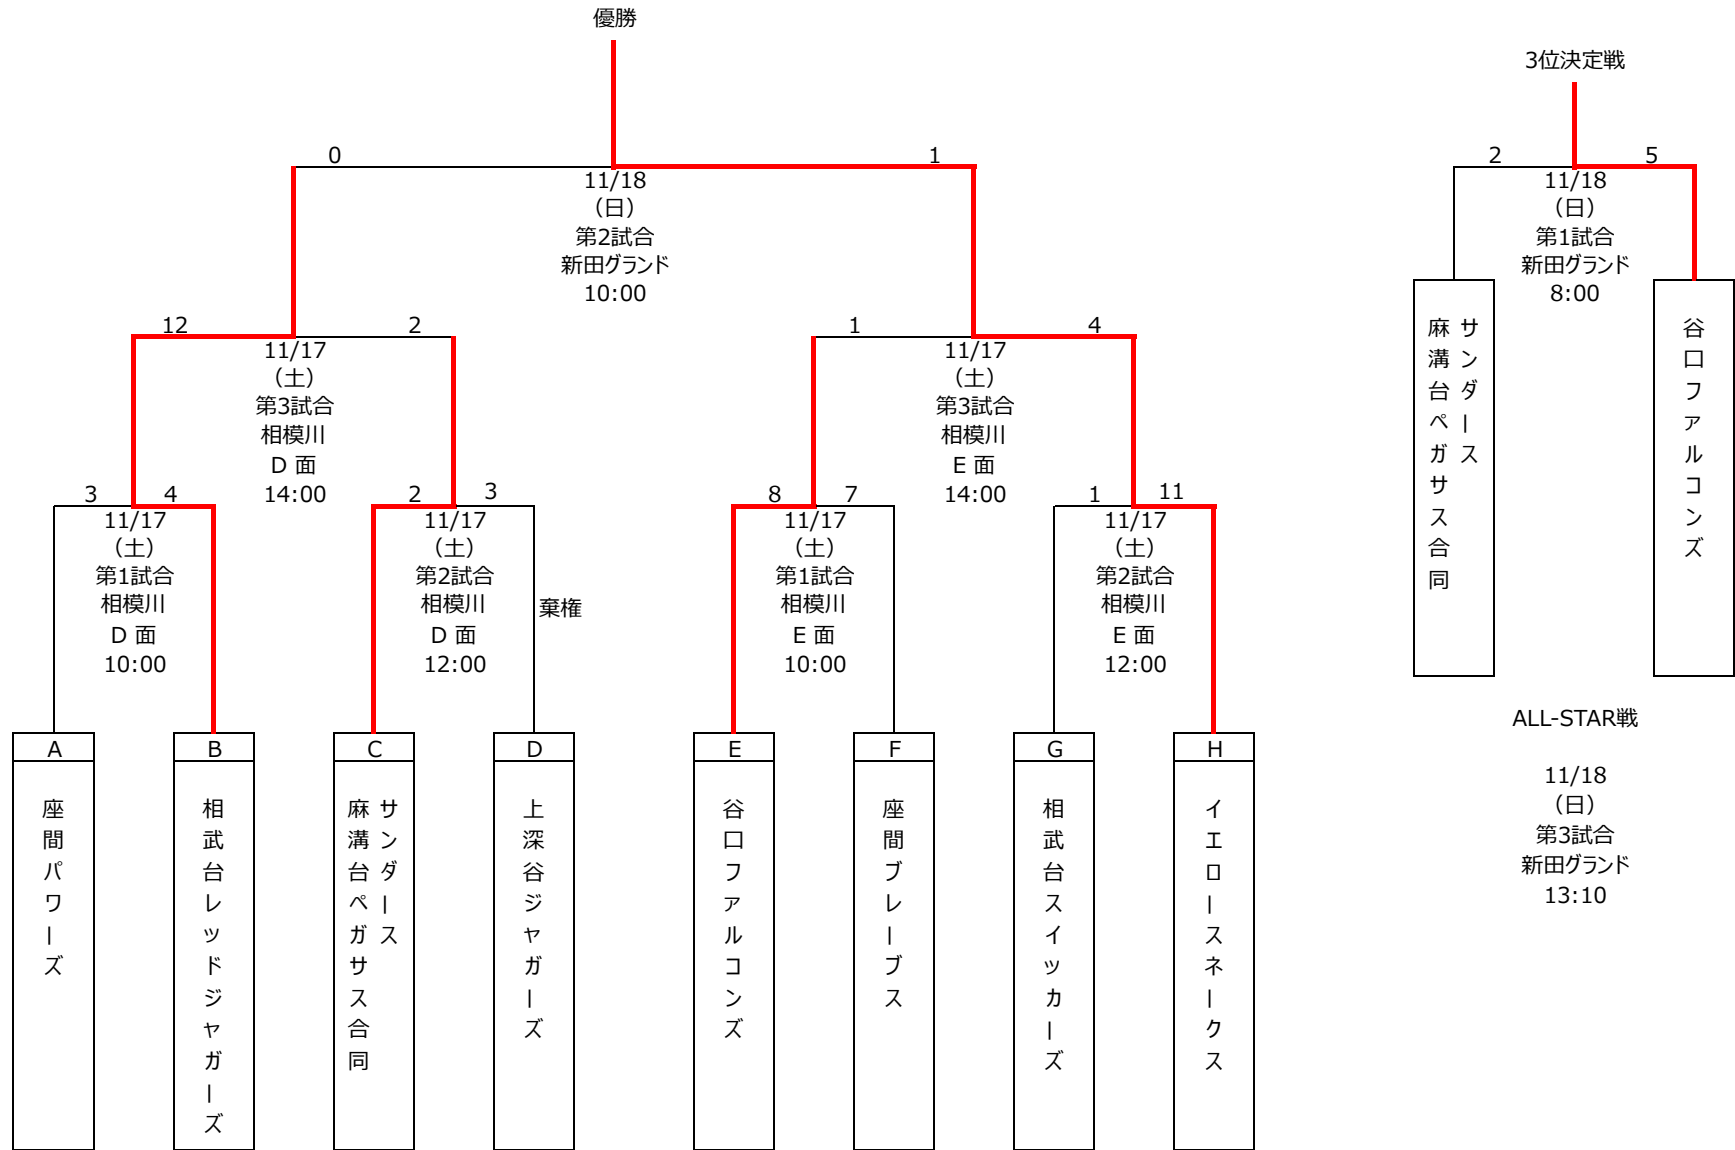 優勝
0
1
11/18
（日）
第2試合
新田グランド
10:00
12
2
11/17
（土）
第3試合
相模川
D 面
14:00
1
4
11/17
（土）
第3試合
相模川
E 面
14:00
3
4
11/17
（土）
第1試合
相模川
D 面
10:00
2
3
11/17
（土）
第2試合
相模川
D 面
12:00
棄権
8
7
11/17
（土）
第1試合
相模川
E 面
10:00
1
11
11/17
（土）
第2試合
相模川
E 面
12:00
A
座間パワーズ
B
相武台レッドジャガーズ
C
サンダース
麻溝台ペガサス合同
D
上深谷ジャガーズ
E
谷口ファルコンズ
F
座間ブレーブス
G
相武台スイッカーズ
H
イエロースネークス
3位決定戦
2
5
11/18
（日）
第1試合
新田グランド
8:00
サンダース
麻溝台ペガサス合同
谷口ファルコンズ
ALL-STAR戦
11/18
（日）
第3試合
新田グランド
13:10